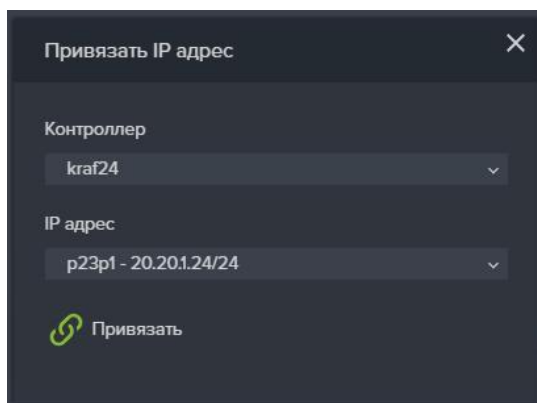 Привязать IP адрес
Контроллер
kraf24
IP адрес
p23p1 - 20.20.1.24/24
Привязать